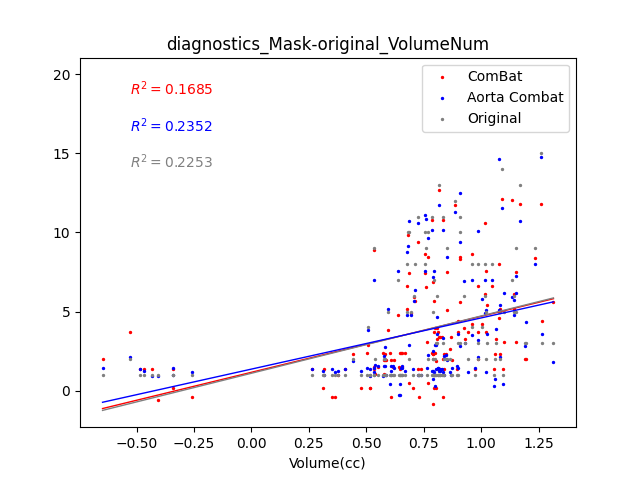 diagnostics_Mask-original_VolumeNum
20
15
10
5
0
R² = 0.1685
R² = 0.2352
R² = 0.2253
ComBat
Aorta Combat
Original
−0.50 −0.25 0.00 0.25 0.50 0.75 1.00 1.25
Volume(cc)